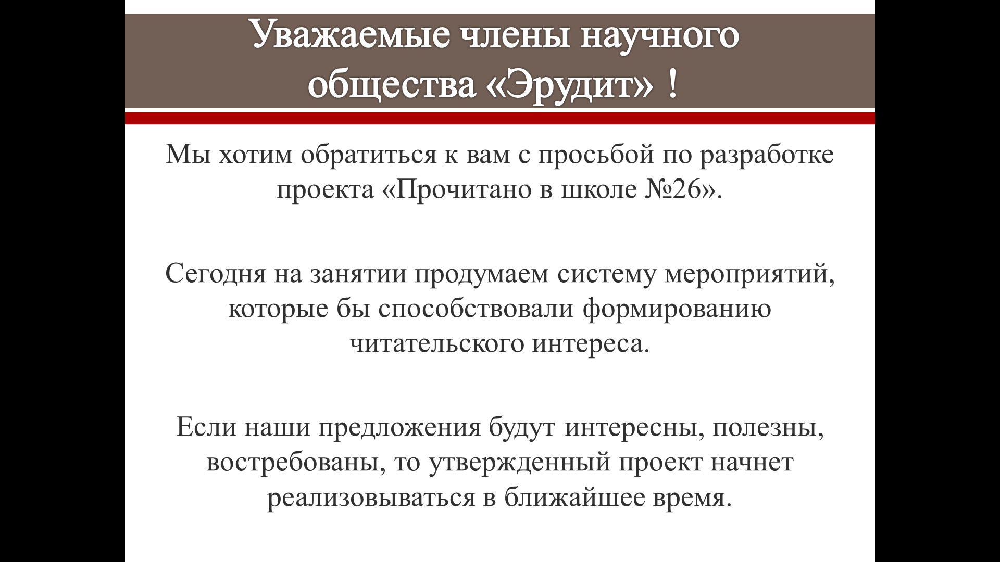 Уважаемые члены научного
общества «Эрудит» !
Мы хотим обратиться к вам с просьбой по разработке
проекта «Прочитано в школе №26».
Сегодня на занятии продумаем систему мероприятий,
которые бы способствовали формированию
читательского интереса.
Если наши предложения будут интересны, полезны,
востребованы, то утвержденный проект начнет
реализовываться в ближайшее время.